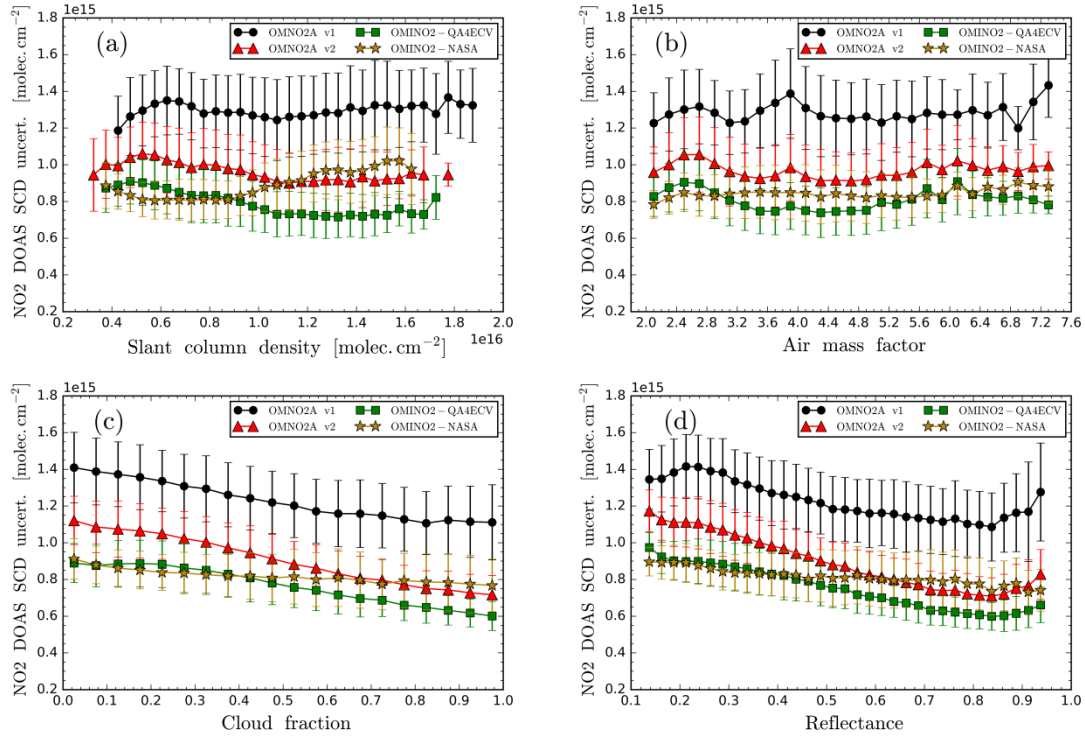 1e15
(a)
OMNO2A v1
OMNO2A v2
OMINO2−QA4ECV
OMINO2−NASA
NO2 DOAS SCD uncert. [molec.cm−2]
1.8
1.6
1.4
1.2
1.0
0.8
0.6
0.4
0.2
0.2 0.4 0.6 0.8 1.0 1.2 1.4 1.6 1.8 2.0
1e16
Slant column density [molec.cm−2]
1e15
(b)
OMNO2A v1
OMNO2A v2
OMINO2−QA4ECV
OMINO2−NASA
NO2 DOAS SCD uncert. [molec.cm−2]
1.8
1.6
1.4
1.2
1.0
0.8
0.6
0.4
0.2
2.0 2.4 2.8 3.2 3.6 4.0 4.4 4.8 5.2 5.6 6.0 6.4 6.8 7.2 7.6
Air mass factor
1e15
(c)
OMNO2A v1
OMNO2A v2
OMINO2−QA4ECV
OMINO2−NASA
NO2 DOAS SCD uncert. [molec.cm−2]
1.8
1.6
1.4
1.2
1.0
0.8
0.6
0.4
0.2
0.0 0.1 0.2 0.3 0.4 0.5 0.6 0.7 0.8 0.9 1.0
Cloud fraction
1e15
(d)
OMNO2A v1
OMNO2A v2
OMINO2−QA4ECV
OMINO2−NASA
NO2 DOAS SCD uncert. [molec.cm−2]
1.8
1.6
1.4
1.2
1.0
0.8
0.6
0.4
0.2
0.1 0.2 0.3 0.4 0.5 0.6 0.7 0.8 0.9 1.0
Reflectance